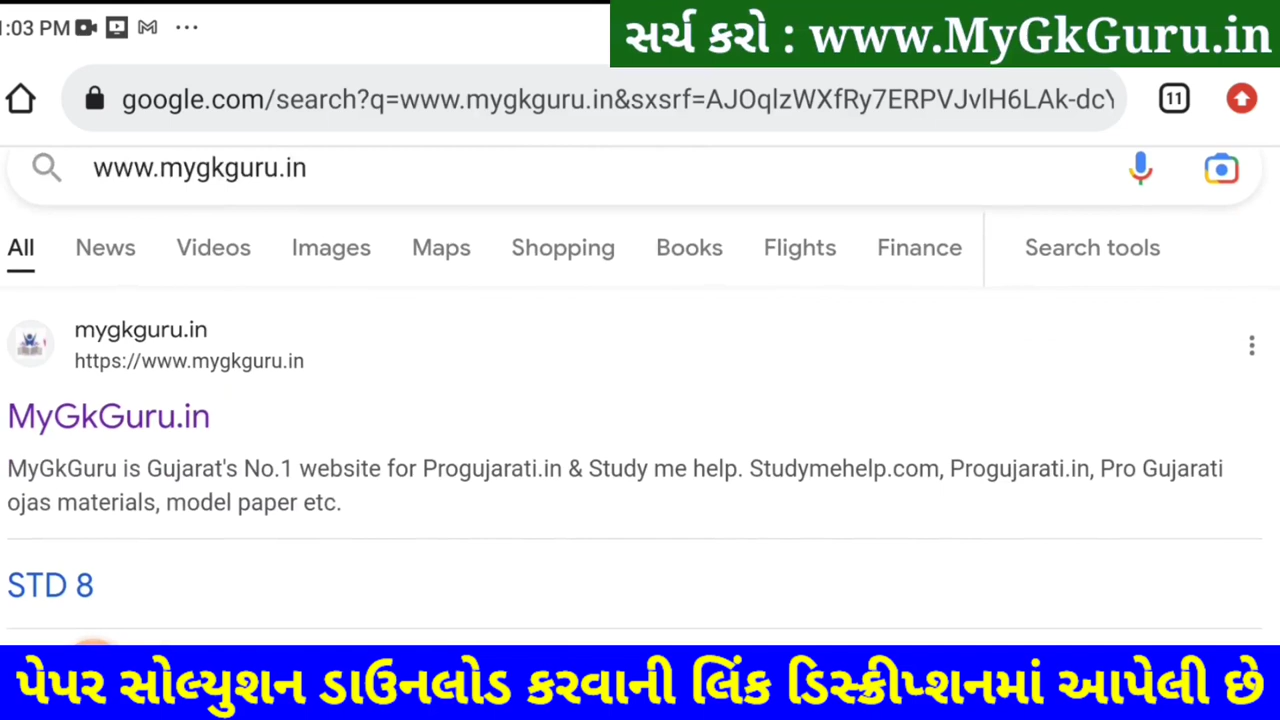 1:03 PM
સર્ચ કરો : www.MyGkGuru.in
google.com/search?q=www.mygkguru.in&sxsrf=AJOqlzWXfRy7ERPVJvlH6LAk-dcY
11
www.mygkguru.in
All News Videos Images Maps Shopping Books Flights Finance Search tools
mygkguru.in
https://www.mygkguru.in
MyGkGuru.in
MyGkGuru is Gujarat's No.1 website for Progujarati.in & Study me help. Studymehelp.com, Progujarati.in, Pro Gujarati
ojas materials, model paper etc.
STD 8
પેપર સોલ્યુશન ડાઉનલોડ કરવાની લિંક ડિસ્ક્રીપ્શનમાં આપેલી છે